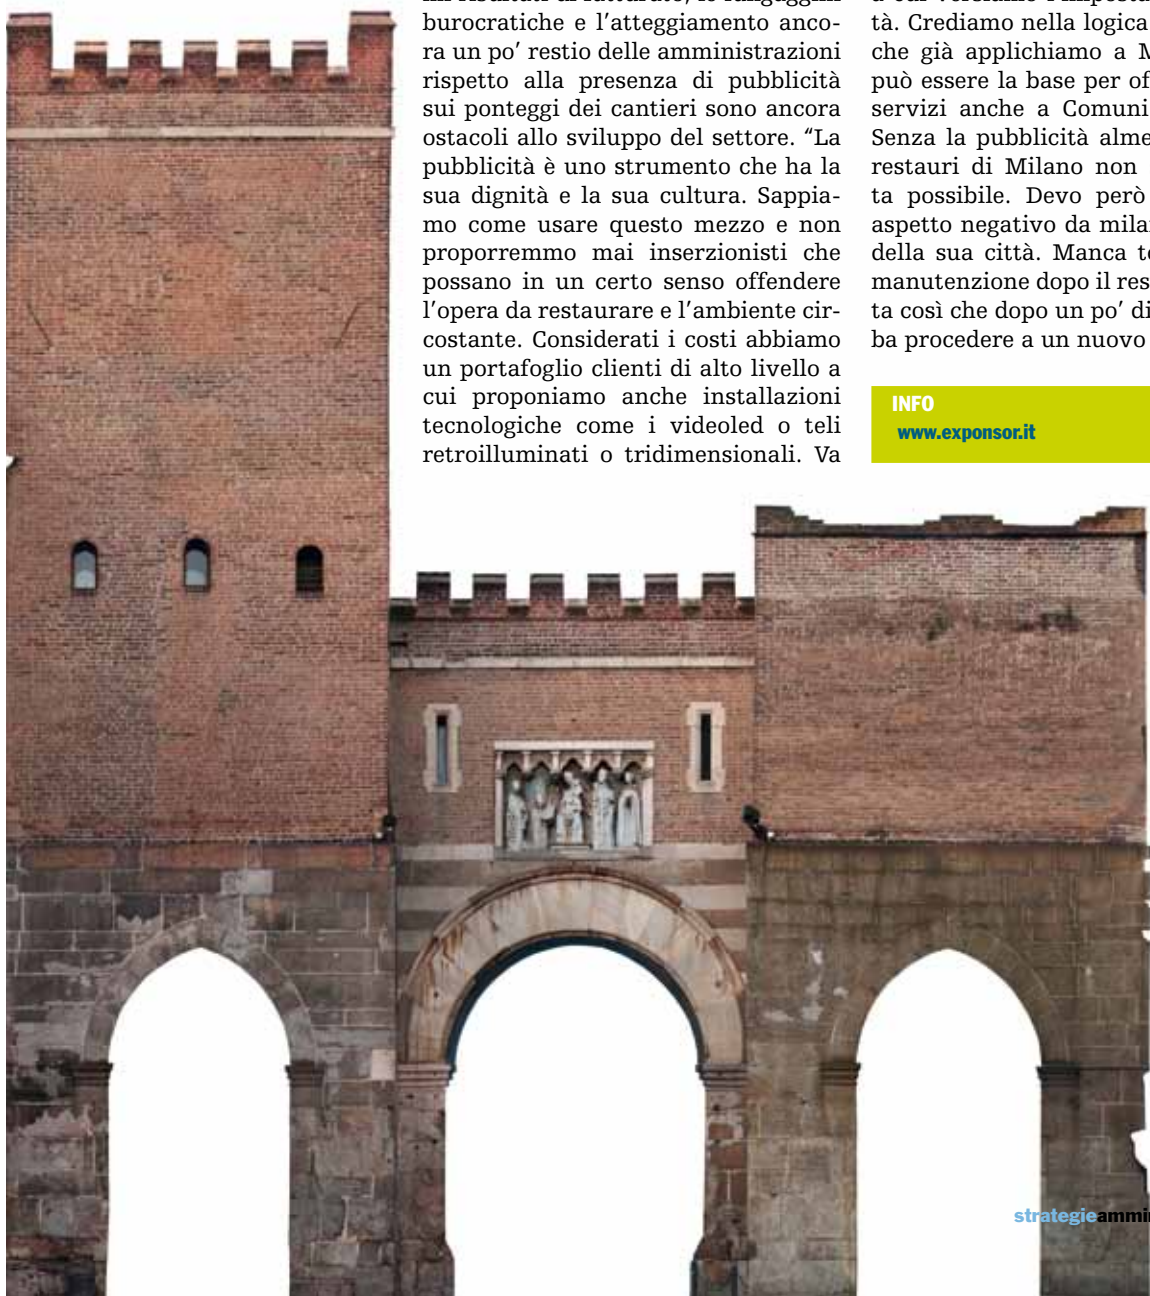 burocratiche e l'atteggiamento anco-
ra un po' restio delle amministrazioni
rispetto alla presenza di pubblicità
sui ponteggi dei cantieri sono ancora
ostacoli allo sviluppo del settore. "La
pubblicità è uno strumento che ha la
sua dignità e la sua cultura. Sappia-
mo come usare questo mezzo e non
proporremmo mai inserzionisti che
possano in un certo senso offendere
l'opera da restaurare e l'ambiente cir-
costante. Considerati i costi abbiamo
un portafoglio clienti di alto livello a
cui proponiamo anche installazioni
tecnologiche come i videoled o teli
retroilluminati o tridimensionali. Va
tà. Crediamo nella logica
che già applichiamo a M
può essere la base per of
servizi anche a Comuni
Senza la pubblicità alme
restauri di Milano non
ta possibile. Devo però
aspetto negativo da mila
della sua città. Manca te
manutenzione dopo il res
ta così che dopo un po' di
ba procedere a un nuovo
INFO
www.exponsor.it
strategieammi